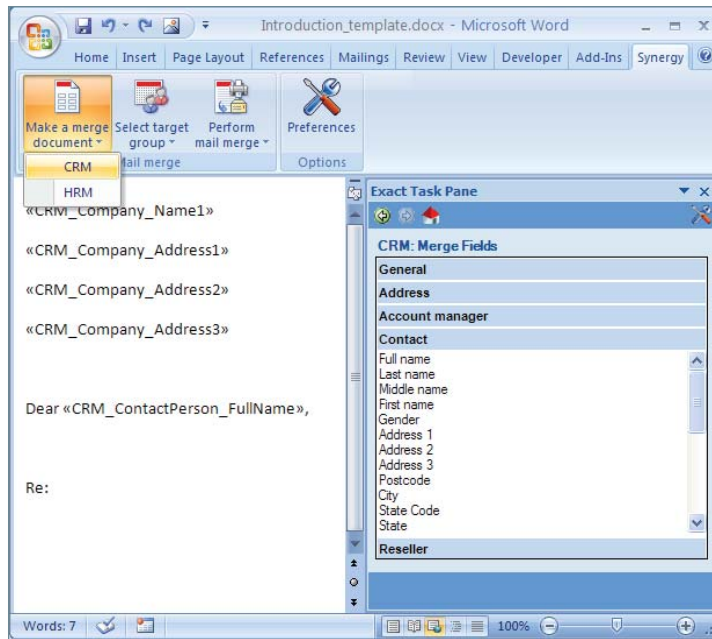 Introduction_template.docx - Microsoft Word
Home Insert Page Layout References Mailings Review View Developer Add-Ins Synergy
Make a merge document
Select target group
Perform mail merge
Preferences
Mail merge
Options
CRM
HRM
«CRM_Company_Name1»
«CRM_Company_Address1»
«CRM_Company_Address2»
«CRM_Company_Address3»
Dear «CRM_ContactPerson_FullName»,
Re:
Exact Task Pane
CRM: Merge Fields
General
Address
Account manager
Contact
Full name
Last name
Middle name
First name
Gender
Address 1
Address 2
Address 3
Postcode
City
State Code
State
Reseller
Words: 7
100%